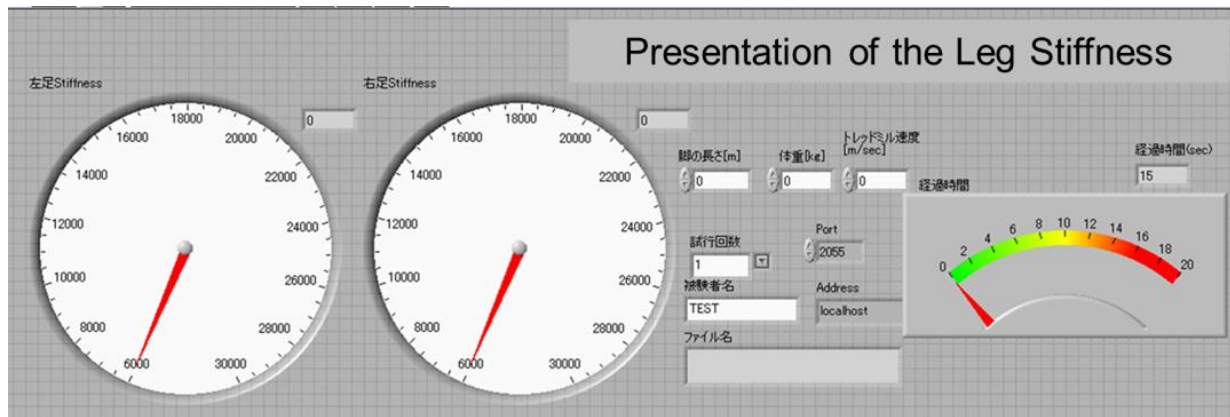 Presentation of the Leg Stiffness
左足Stiffness
0
6000
8000
10000
12000
14000
16000
18000
20000
22000
24000
26000
28000
30000
右足Stiffness
0
6000
8000
10000
12000
14000
16000
18000
20000
22000
24000
26000
28000
30000
脚の長さ[m]
0
体重[kg]
0
トレッドミル速度
[m/sec]
0
試行回数
1
Port
2055
被験者名
TEST
Address
localhost
ファイル名
経過時間(sec)
15
経過時間
0
2
4
6
8
10
12
14
16
18
20